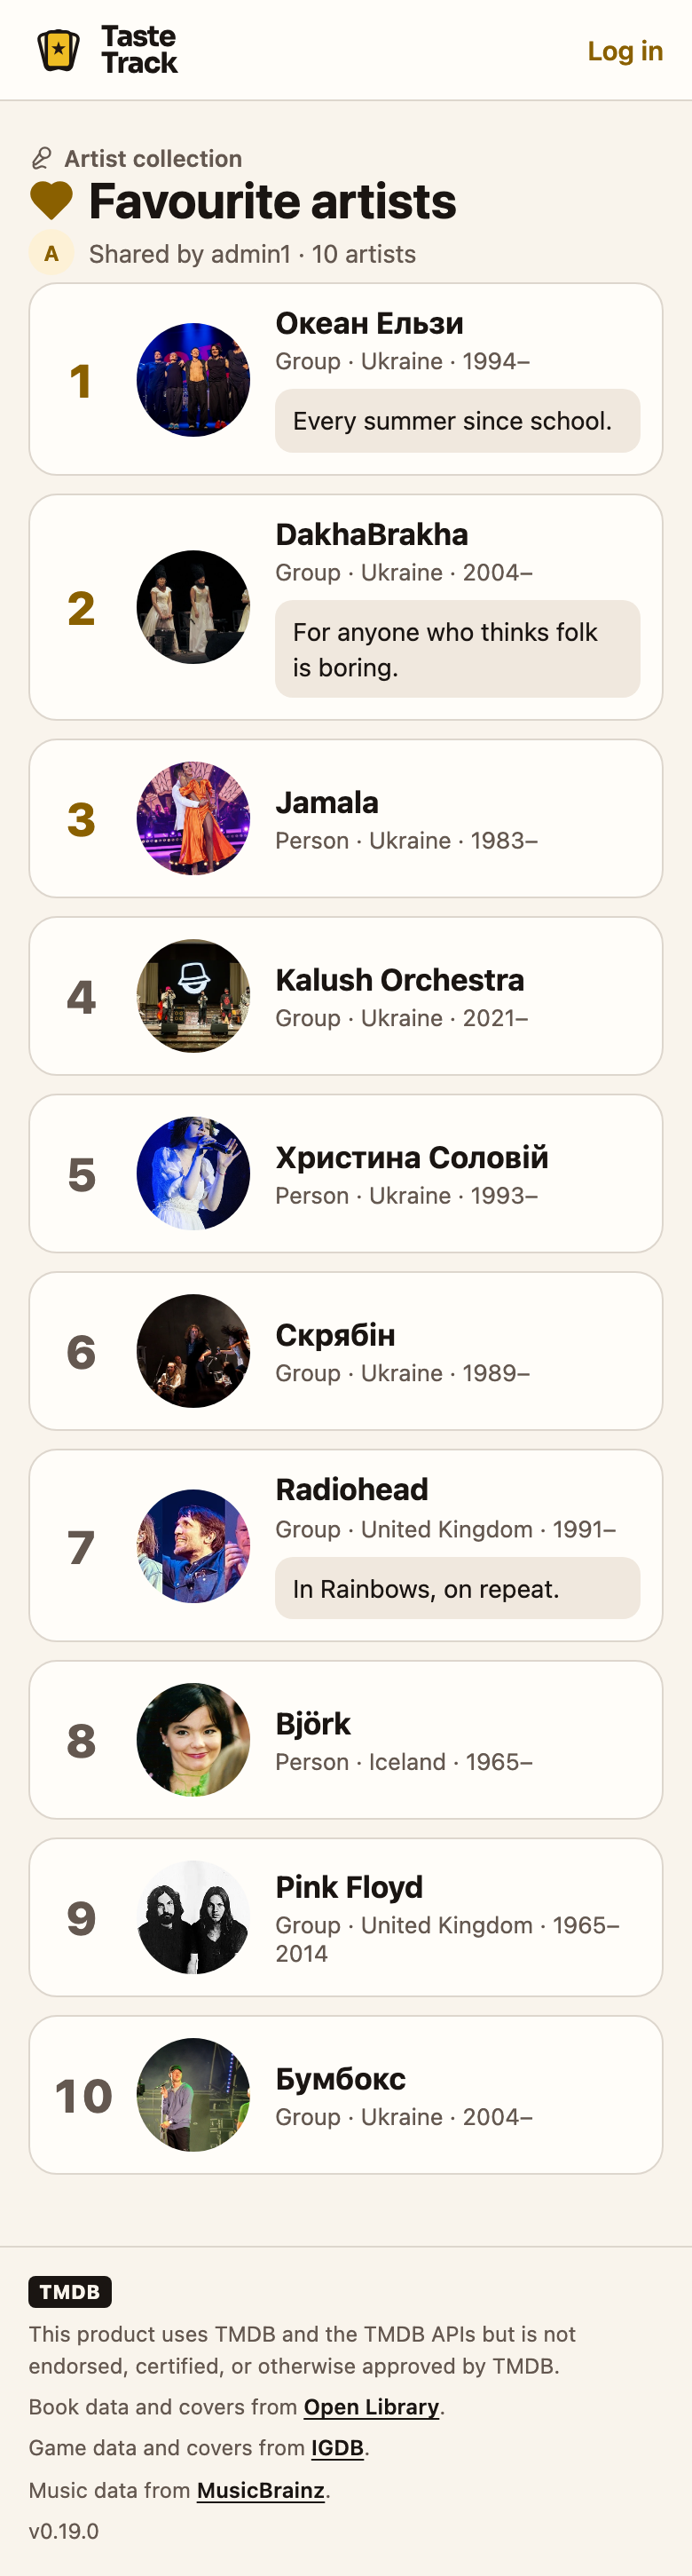 Taste
Track
Log in
Artist collection
Favourite artists
A
Shared by admin1 · 10 artists
1
Океан Ельзи
Group · Ukraine · 1994–
Every summer since school.
2
DakhaBrakha
Group · Ukraine · 2004–
For anyone who thinks folk
is boring.
3
Jamala
Person · Ukraine · 1983–
4
Kalush Orchestra
Group · Ukraine · 2021–
5
Христина Соловій
Person · Ukraine · 1993–
6
Скрябін
Group · Ukraine · 1989–
7
Radiohead
Group · United Kingdom · 1991–
In Rainbows, on repeat.
8
Björk
Person · Iceland · 1965–
9
Pink Floyd
Group · United Kingdom · 1965–
2014
10
Бумбокс
Group · Ukraine · 2004–
TMDB
This product uses TMDB and the TMDB APIs but is not
endorsed, certified, or otherwise approved by TMDB.
Book data and covers from Open Library.
Game data and covers from IGDB.
Music data from MusicBrainz.
v0.19.0